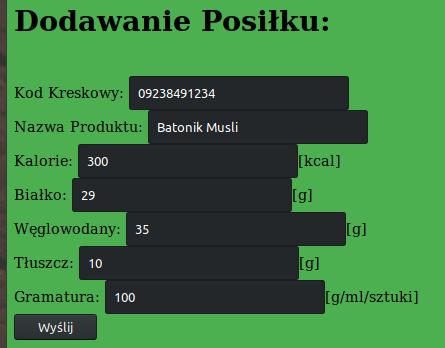 Dodawanie Posiłku:
Kod Kreskowy: 09238491234
Nazwa Produktu: Batonik Musli
Kalorie: 300 [kcal]
Białko: 29 [g]
Węglowodany: 35 [g]
Tłuszcz: 10 [g]
Gramatura: 100 [g/ml/sztuki]
Wyślij